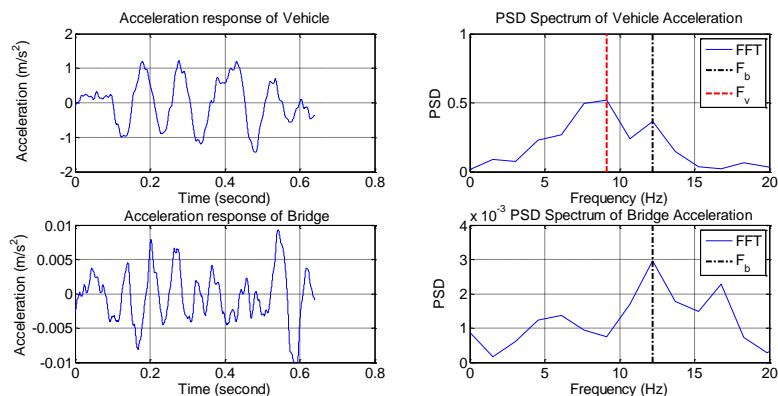 Acceleration response of Vehicle
Acceleration (m/s²)
2
1
0
-1
-2
0 0.2 0.4 0.6 0.8
Time (second)
PSD Spectrum of Vehicle Acceleration
PSD
1
0.5
0
0 5 10 15 20
Frequency (Hz)
FFT
F_b
F_v
Acceleration response of Bridge
Acceleration (m/s²)
0.01
0.005
0
-0.005
-0.01
0 0.2 0.4 0.6 0.8
Time (second)
x 10⁻³ PSD Spectrum of Bridge Acceleration
PSD
4
3
2
1
0
0 5 10 15 20
Frequency (Hz)
FFT
F_b